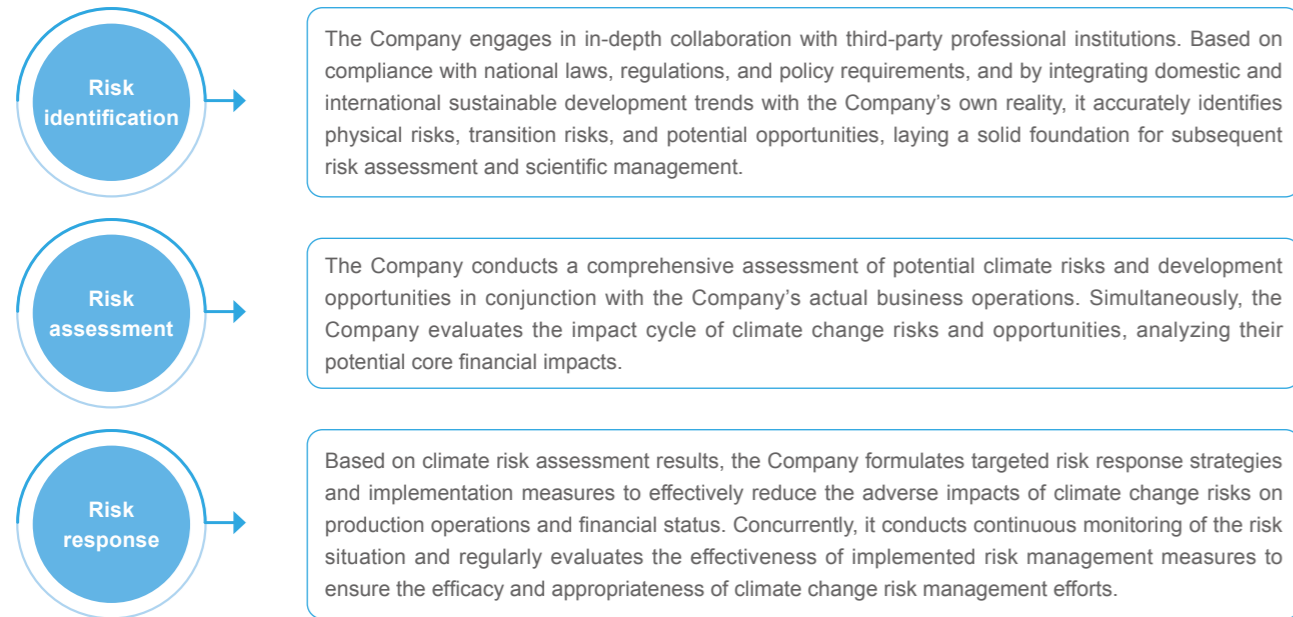 Risk
identification
The Company engages in in-depth collaboration with third-party professional institutions. Based on
compliance with national laws, regulations, and policy requirements, and by integrating domestic and
international sustainable development trends with the Company’s own reality, it accurately identifies
physical risks, transition risks, and potential opportunities, laying a solid foundation for subsequent
risk assessment and scientific management.
Risk
assessment
The Company conducts a comprehensive assessment of potential climate risks and development
opportunities in conjunction with the Company’s actual business operations. Simultaneously, the
Company evaluates the impact cycle of climate change risks and opportunities, analyzing their
potential core financial impacts.
Risk
response
Based on climate risk assessment results, the Company formulates targeted risk response strategies
and implementation measures to effectively reduce the adverse impacts of climate change risks on
production operations and financial status. Concurrently, it conducts continuous monitoring of the risk
situation and regularly evaluates the effectiveness of implemented risk management measures to
ensure the efficacy and appropriateness of climate change risk management efforts.